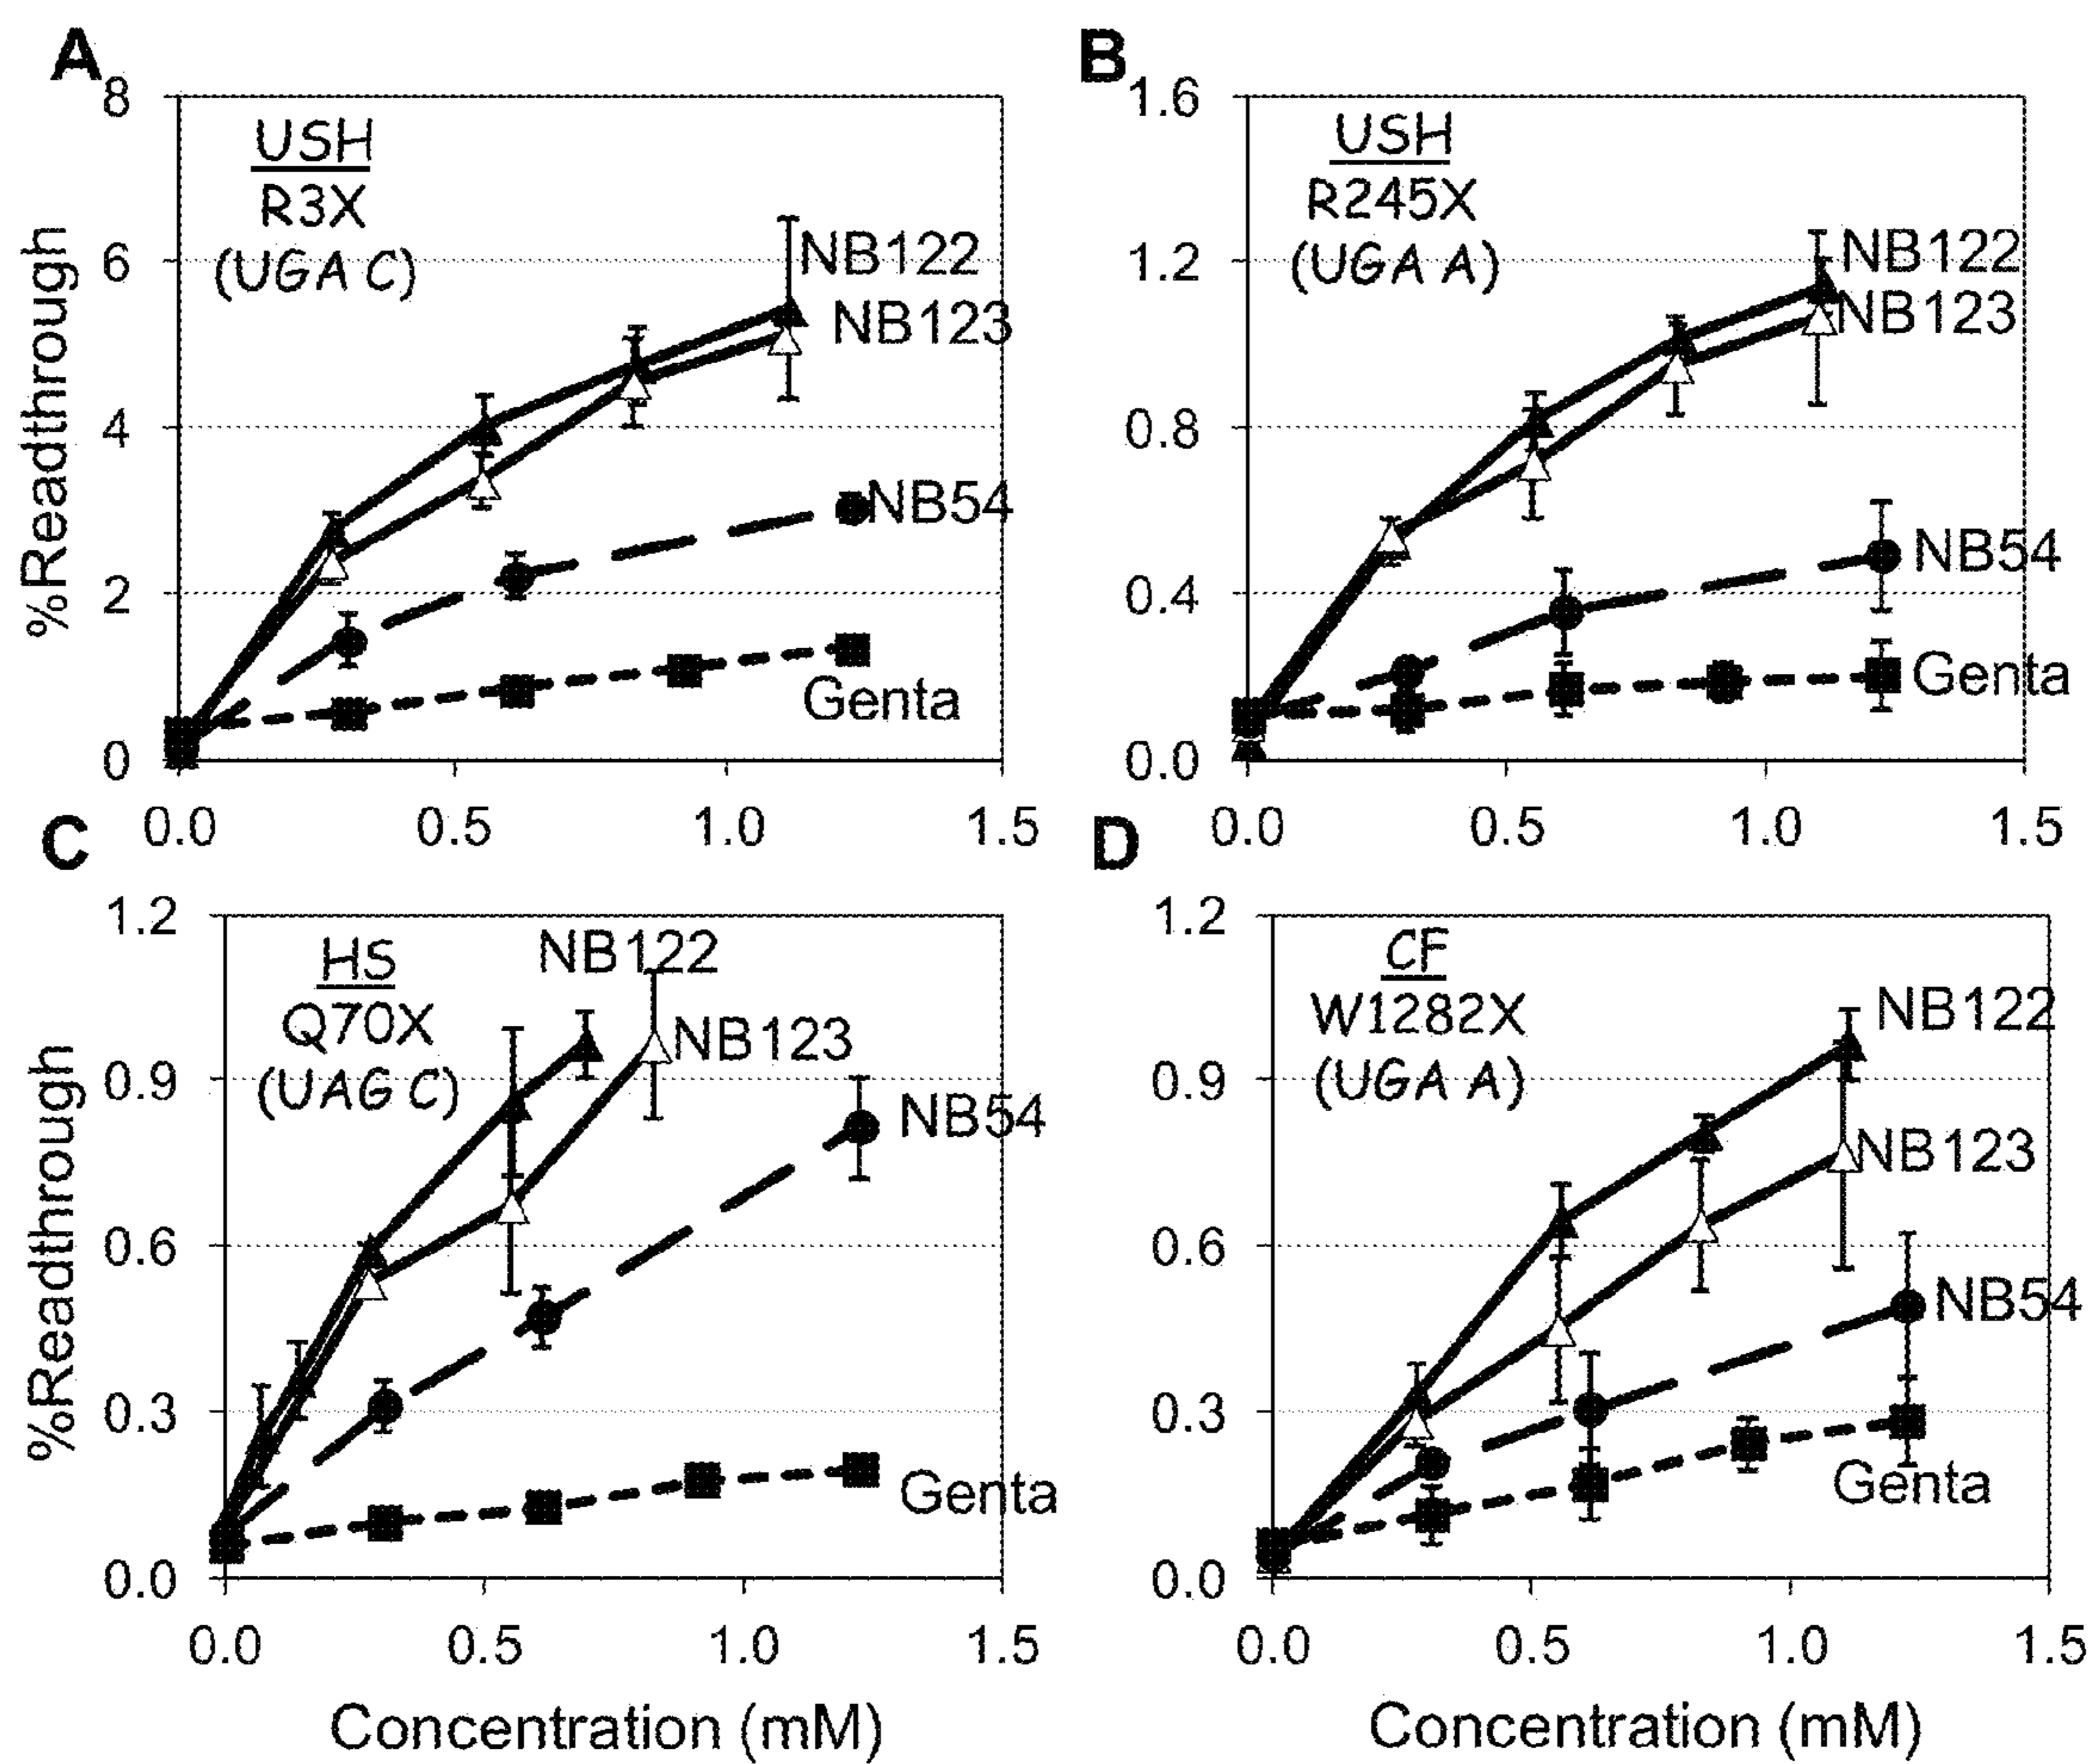 A
8
6
4
2
0
%Readthrough
USH
R3X
(UGA C)
NB122
NB123
NB54
Genta
0.0 0.5 1.0 1.5
B
1.6
1.2
0.8
0.4
0.0
USH
R245X
(UGA A)
NB122
NB123
NB54
Genta
0.0 0.5 1.0 1.5
C
1.2
0.9
0.6
0.3
0.0
%Readthrough
HS
Q70X
(UAG C)
NB122
NB123
NB54
Genta
0.0 0.5 1.0 1.5
Concentration (mM)
D
1.2
0.9
0.6
0.3
0.0
CF
W1282X
(UGA A)
NB122
NB123
NB54
Genta
0.0 0.5 1.0 1.5
Concentration (mM)